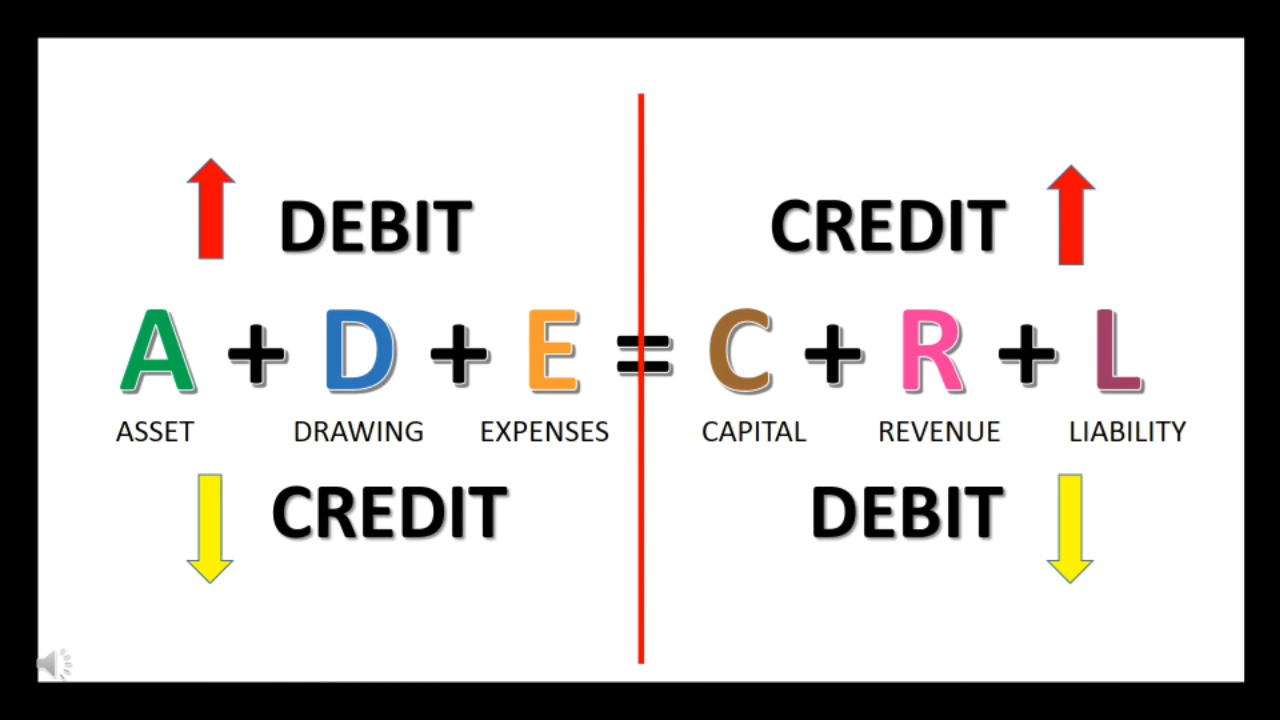 DEBIT CREDIT
A + D + E = C + R + L
ASSET DRAWING EXPENSES CAPITAL REVENUE LIABILITY
CREDIT DEBIT